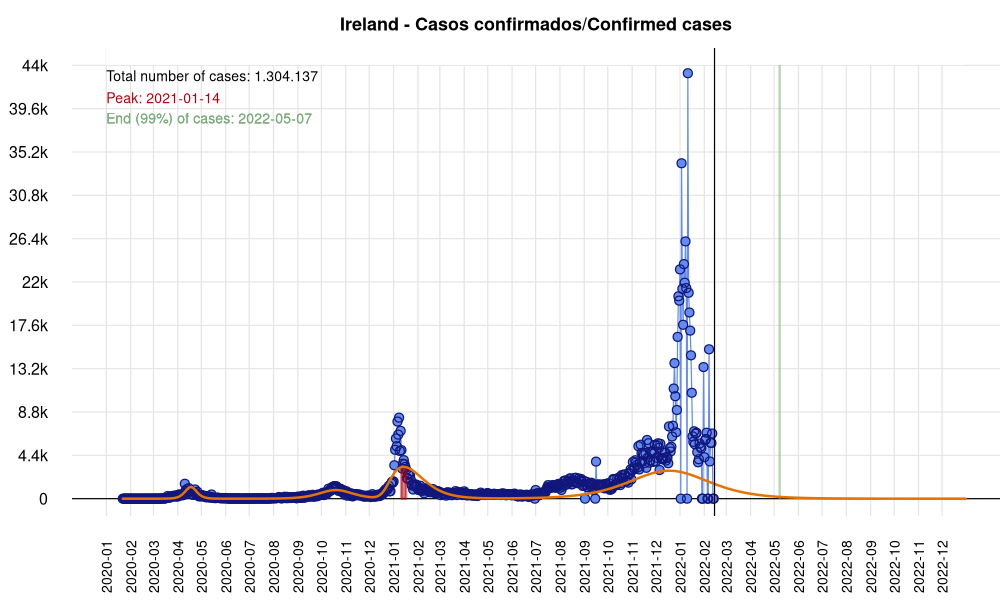 Ireland - Casos confirmados/Confirmed cases
Total number of cases: 1.304.137
Peak: 2021-01-14
End (99%) of cases: 2022-05-07
44k
39.6k
35.2k
30.8k
26.4k
22k
17.6k
13.2k
8.8k
4.4k
0
2020-01
2020-02
2020-03
2020-04
2020-05
2020-06
2020-07
2020-08
2020-09
2020-10
2020-11
2020-12
2021-01
2021-02
2021-03
2021-04
2021-05
2021-06
2021-07
2021-08
2021-09
2021-10
2021-11
2021-12
2022-01
2022-02
2022-03
2022-04
2022-05
2022-06
2022-07
2022-08
2022-09
2022-10
2022-11
2022-12